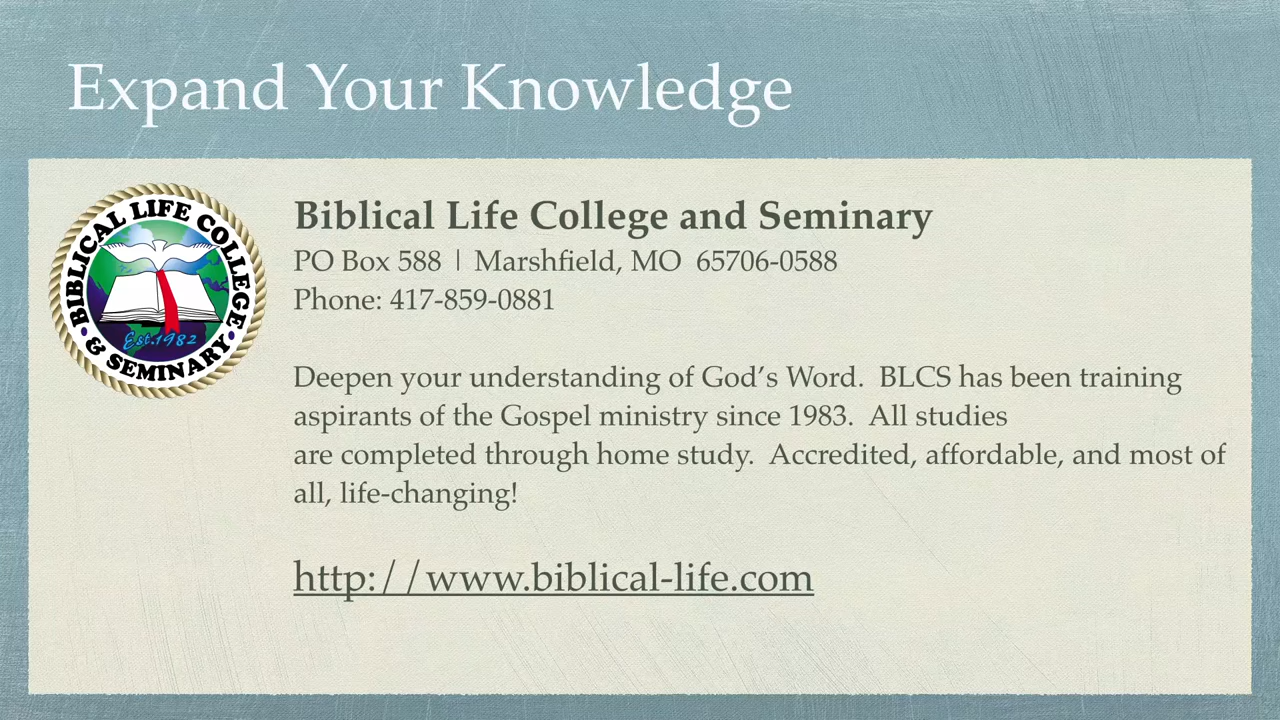 Expand Your Knowledge
BIBLICAL LIFE COLLEGE
& SEMINARY
Est.1982
Biblical Life College and Seminary
PO Box 588 | Marshfield, MO  65706-0588
Phone: 417-859-0881
Deepen your understanding of God’s Word.  BLCS has been training
aspirants of the Gospel ministry since 1983.  All studies
are completed through home study.  Accredited, affordable, and most of
all, life-changing!
http://www.biblical-life.com